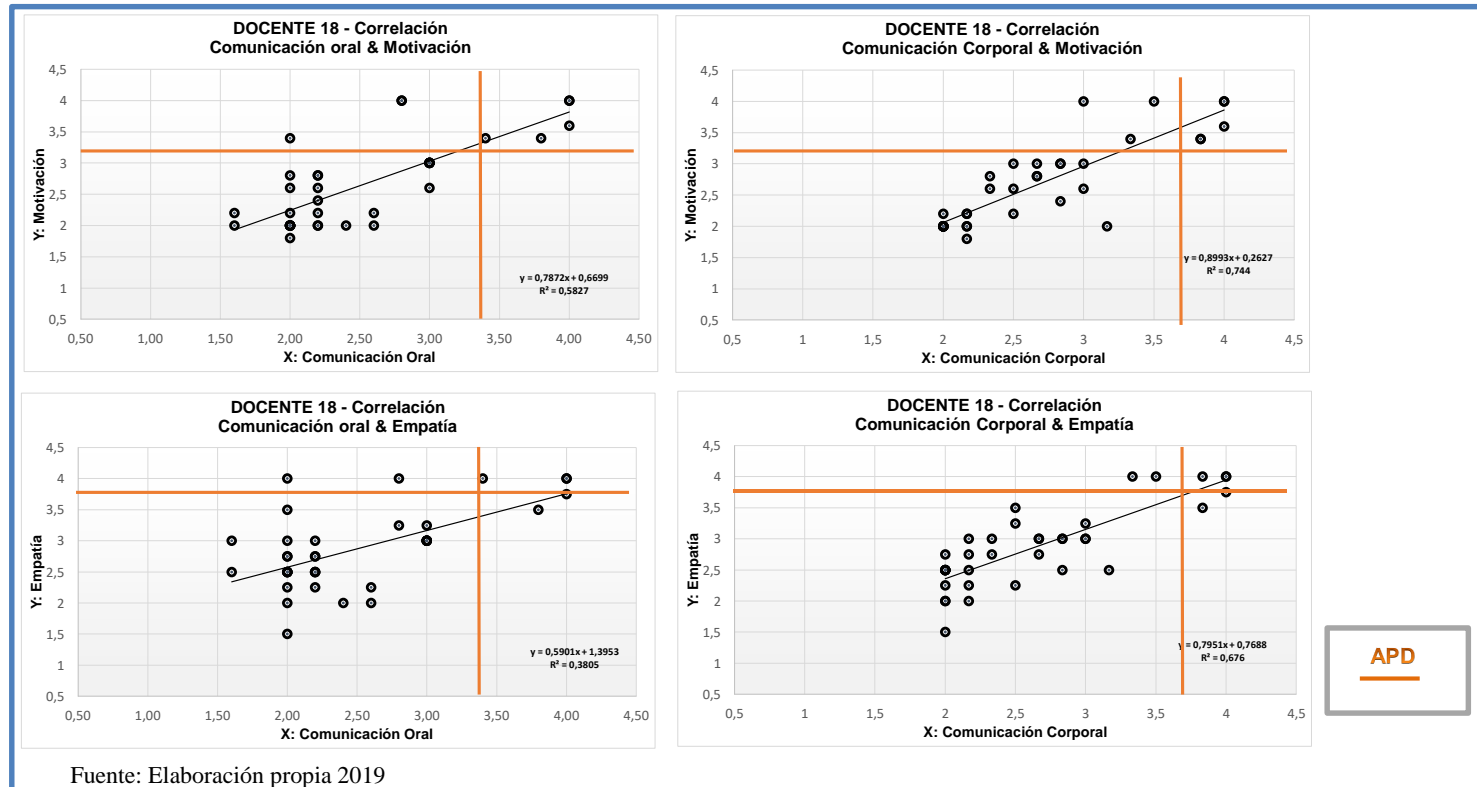 DOCENTE 18 - Correlación
Comunicación oral & Motivación
4,5
4
3,5
3
2,5
2
1,5
1
0,5
Y: Motivación
y = 0,7872x + 0,6699
R² = 0,5827
0,50 1,00 1,50 2,00 2,50 3,00 3,50 4,00 4,50
X: Comunicación Oral
DOCENTE 18 - Correlación
Comunicación Corporal & Motivación
4,5
4
3,5
3
2,5
2
1,5
1
0,5
Y: Motivación
y = 0,8993x + 0,2627
R² = 0,744
0,5 1 1,5 2 2,5 3 3,5 4 4,5
X: Comunicación Corporal
DOCENTE 18 - Correlación
Comunicación oral & Empatía
4,5
4
3,5
3
2,5
2
1,5
1
0,5
Y: Empatía
y = 0,5901x + 1,3953
R² = 0,3805
0,50 1,00 1,50 2,00 2,50 3,00 3,50 4,00 4,50
X: Comunicación Oral
DOCENTE 18 - Correlación
Comunicación Corporal & Empatía
4,5
4
3,5
3
2,5
2
1,5
1
0,5
Y: Empatía
y = 0,7951x + 0,7688
R² = 0,676
0,5 1 1,5 2 2,5 3 3,5 4 4,5
X: Comunicación Corporal
APD
Fuente: Elaboración propia 2019